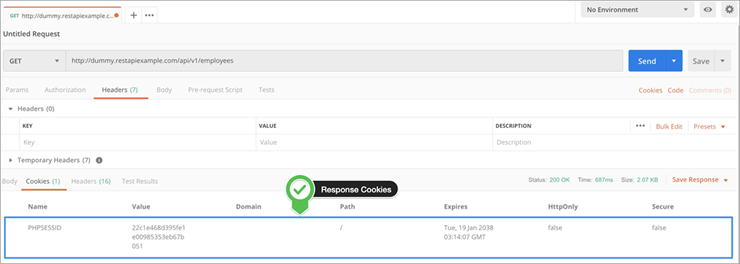 GET http://dummy.restapiexample.c... No Environment
Untitled Request
GET http://dummy.restapiexample.com/api/v1/employees Send Save
Params Authorization Headers (7) Body Pre-request Script Tests Cookies Code Comments (0)
Headers (0)
KEY VALUE DESCRIPTION Bulk Edit Presets
Key Value Description
Temporary Headers (7)
Body Cookies (1) Headers (16) Test Results Response Cookies Status: 200 OK Time: 687ms Size: 2.07 KB Save Response
Name Value Domain Path Expires HttpOnly Secure
PHPSESSID 22c1e468d395fe1 / Tue, 19 Jan 2038 false false
e00985353eb67b 03:14:07 GMT
051